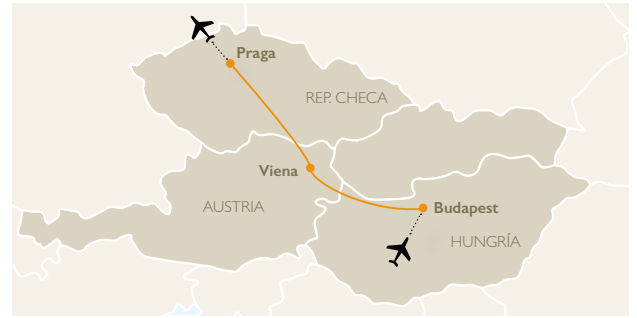 Praga
REP. CHECA
Viena
AUSTRIA
Budapest
HUNGRÍA